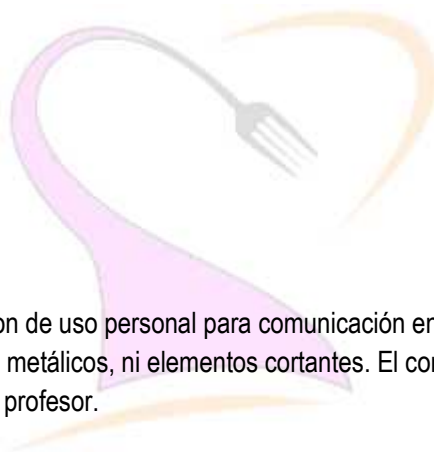 on de uso personal para comunicación en
metálicos, ni elementos cortantes. El cor
profesor.